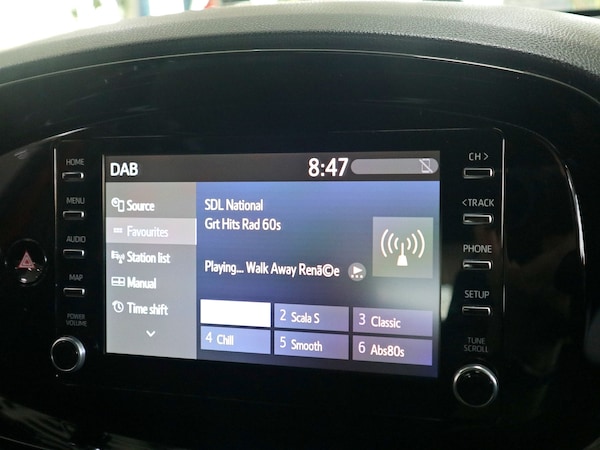 DAB
8:47
Source
Favourites
Station list
Manual
Time shift
SDL National
Grt Hits Rad 60s
Playing... Walk Away Renã©e
2 Scala S
3 Classic
4 Chill
5 Smooth
6 Abs80s
HOME
MENU
AUDIO
MAP
POWER
VOLUME
CH >
< TRACK
PHONE
SETUP
TUNE
SCROLL